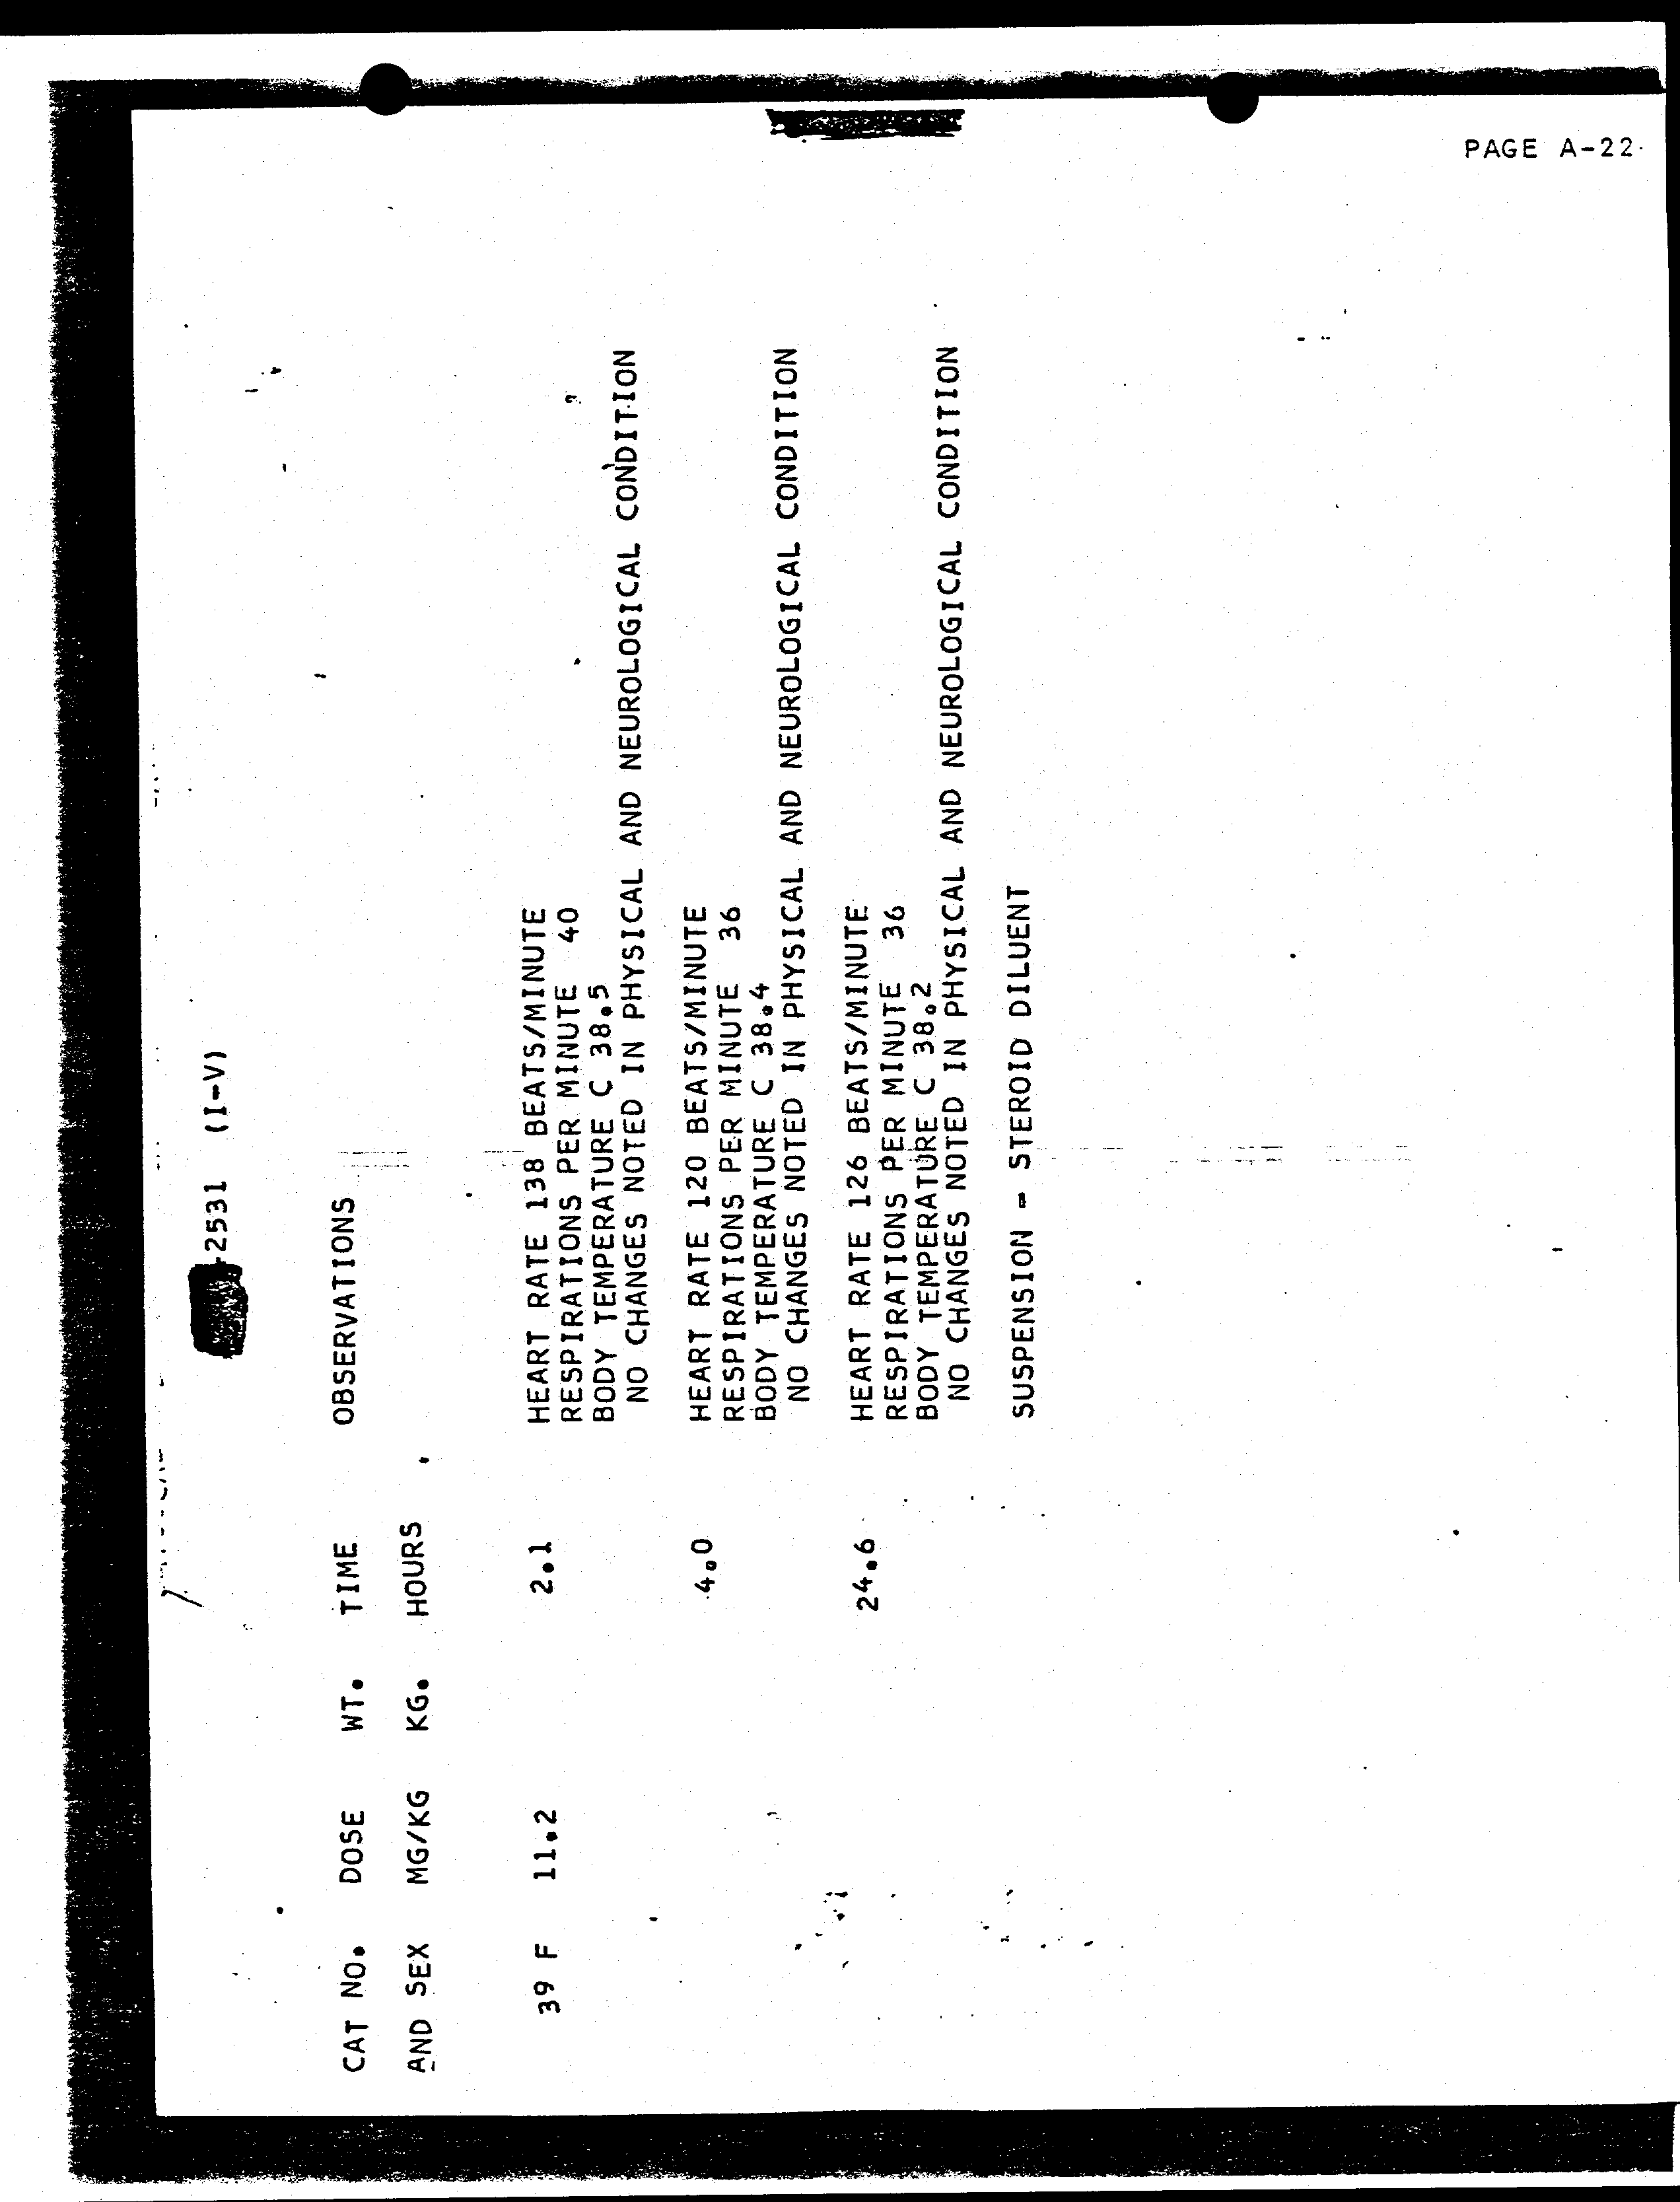 PAGE A-22
-2531 (I-V)
CAT NO. DOSE WT. TIME OBSERVATIONS
AND SEX MG/KG KG. HOURS
39 F 11.2 2.1 HEART RATE 138 BEATS/MINUTE
RESPIRATIONS PER MINUTE 40
BODY TEMPERATURE C 38.5
NO CHANGES NOTED IN PHYSICAL AND NEUROLOGICAL CONDITION
4.0 HEART RATE 120 BEATS/MINUTE
RESPIRATIONS PER MINUTE 36
BODY TEMPERATURE C 38.4
NO CHANGES NOTED IN PHYSICAL AND NEUROLOGICAL CONDITION
24.6 HEART RATE 126 BEATS/MINUTE
RESPIRATIONS PER MINUTE 36
BODY TEMPERATURE C 38.2
NO CHANGES NOTED IN PHYSICAL AND NEUROLOGICAL CONDITION
SUSPENSION - STEROID DILUENT